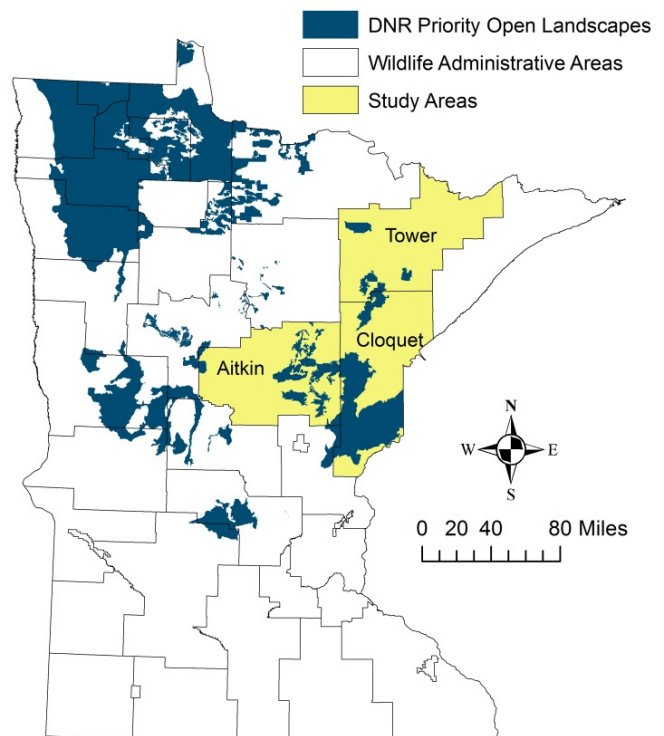 DNR Priority Open Landscapes
Wildlife Administrative Areas
Study Areas
Tower
Cloquet
Aitkin
N
W E
S
0 20 40 80 Miles